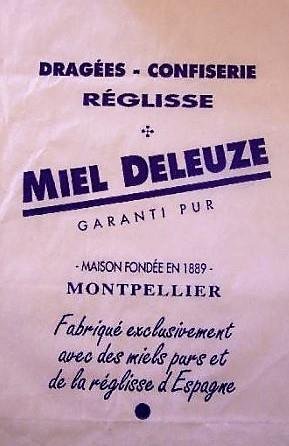 DRAGÉES - CONFISERIE
RÉGLISSE
MIEL DELEUZE
GARANTI PUR
- MAISON FONDÉE EN 1889 -
MONTPELLIER
Fabriqué exclusivement
avec des miels purs et
de la réglisse d'Espagne